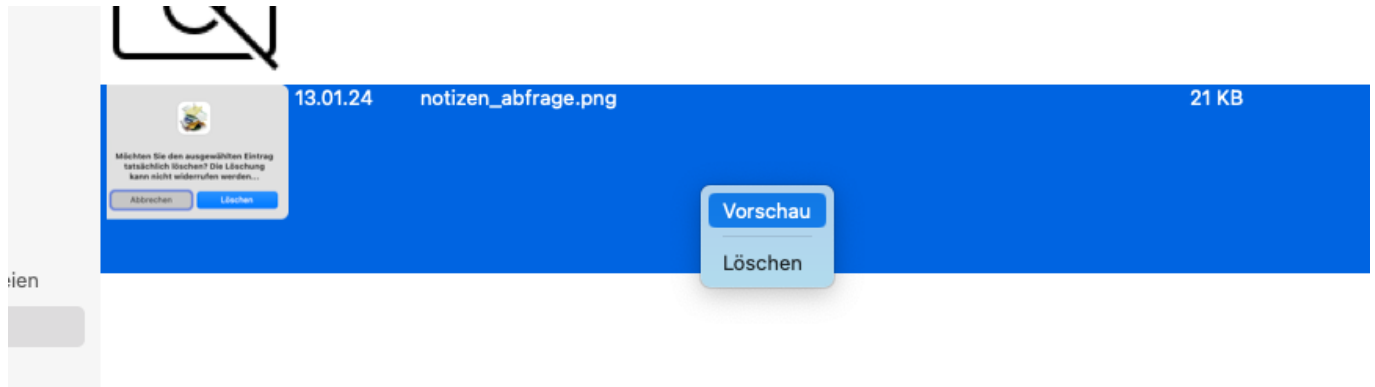 13.01.24 notizen_abfrage.png 21 KB
Möchten Sie den ausgewählten Eintrag
tatsächlich löschen? Die Löschung
kann nicht widerrufen werden...
Abbrechen Löschen
Vorschau
Löschen
ien